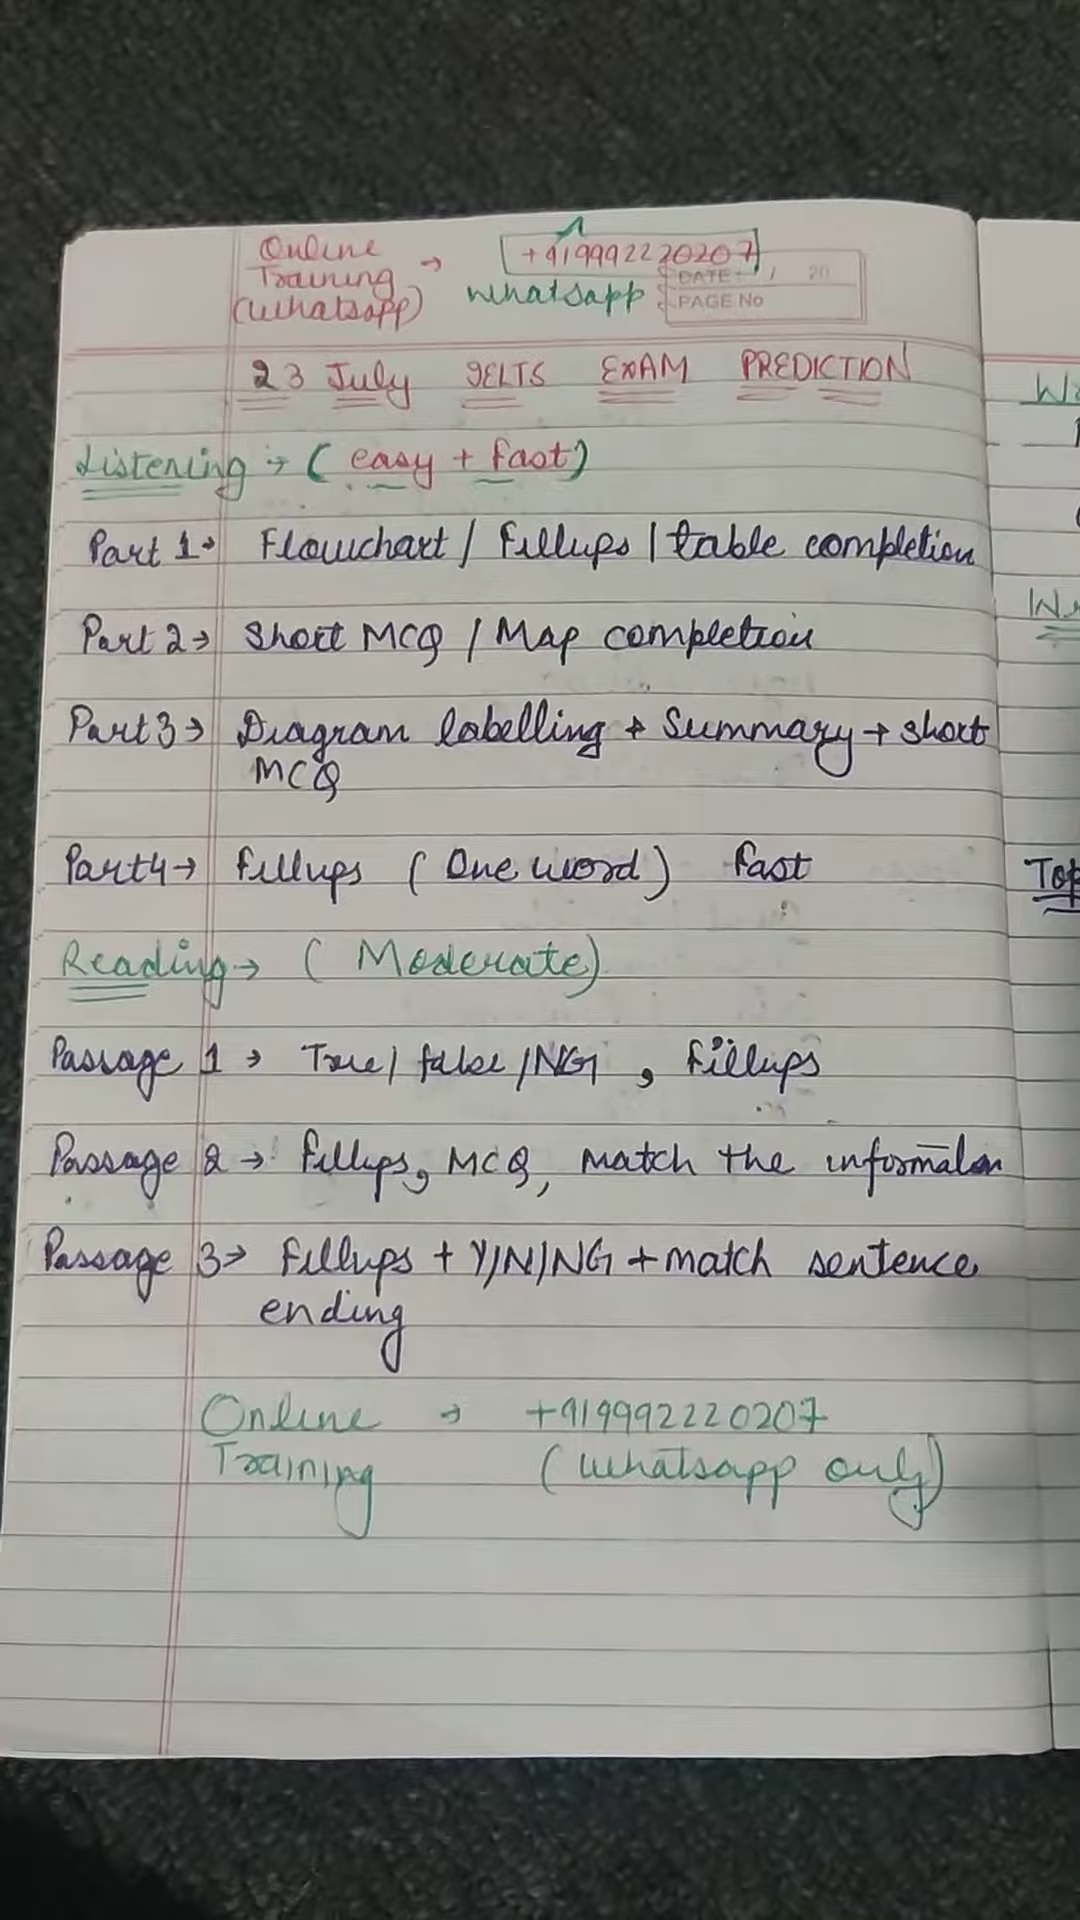 Online
Training →
(Whatsapp)
+919992220207
Whatsapp
DATE: / 20
PAGE No
23 July IELTS EXAM PREDICTION
Listening → (easy + fast)
Part 1→ Flowchart / fillups / table completion
Part 2→ Short MCQ / Map completion
Part 3→ Diagram labelling + Summary + short
MCQ
Part 4→ fillups (One word) fast
Reading → (Moderate)
Passage 1 → True / false / NG , fillups
Passage 2 → fillups, MCQ, match the information
Passage 3→ fillups + Y/N/NG + match sentence
ending
Online → +919992220207
Training (Whatsapp only)
Top